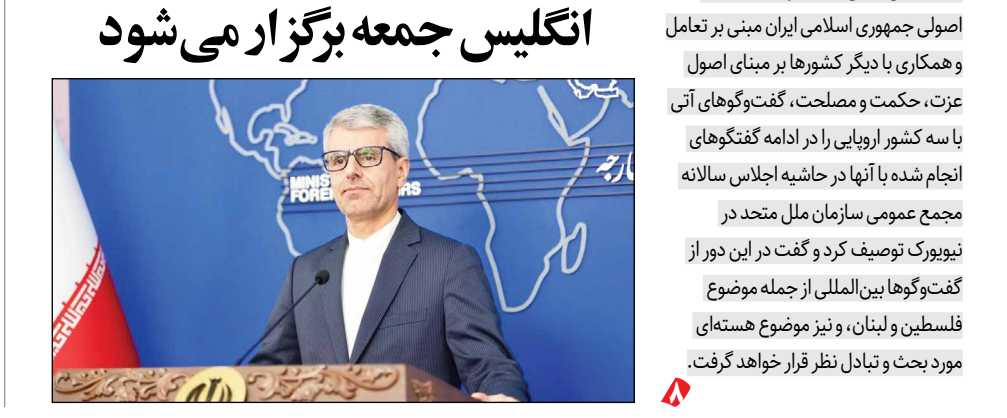 انگلیس جمعه برگزار می‌شود
اصولی جمهوری اسلامی ایران مبنی بر تعامل
و همکاری با دیگر کشورها بر مبنای اصول
عزت، حکمت و مصلحت، گفت‌وگوهای آتی
با سه کشور اروپایی را در ادامه گفتگوهای
انجام شده با آنها در حاشیه اجلاس سالانه
مجمع عمومی سازمان ملل متحد در
نیویورک توصیف کرد و گفت در این دور از
گفت‌وگوها بین‌المللی از جمله موضوع
فلسطین و لبنان، و نیز موضوع هسته‌ای
مورد بحث و تبادل نظر قرار خواهد گرفت.
۸